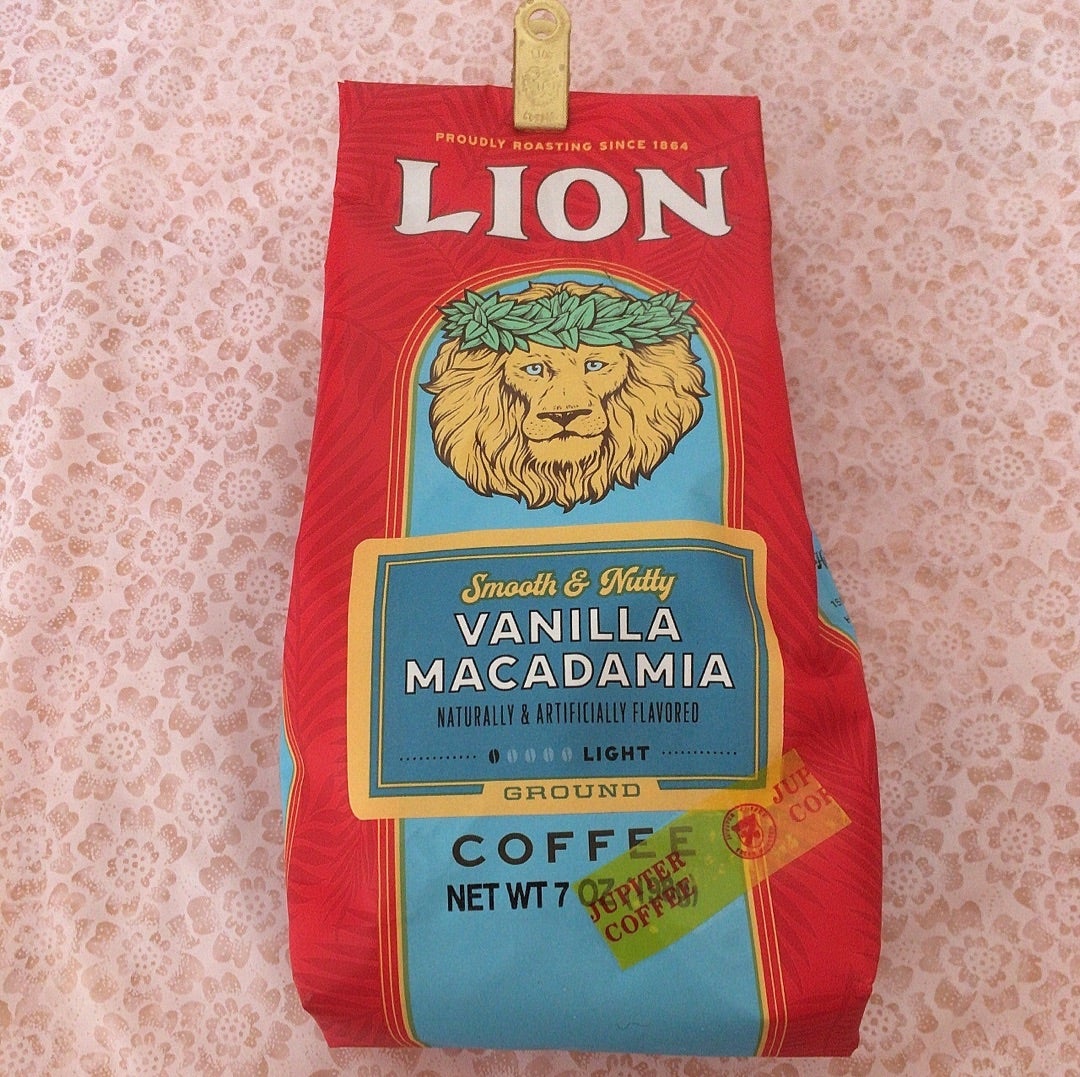 PROUDLY ROASTING SINCE 1864
LION
Smooth & Nutty
VANILLA
MACADAMIA
NATURALLY & ARTIFICIALLY FLAVORED
LIGHT
GROUND
COFFEE
NET WT 7 OZ
JUPITER
COFFEE